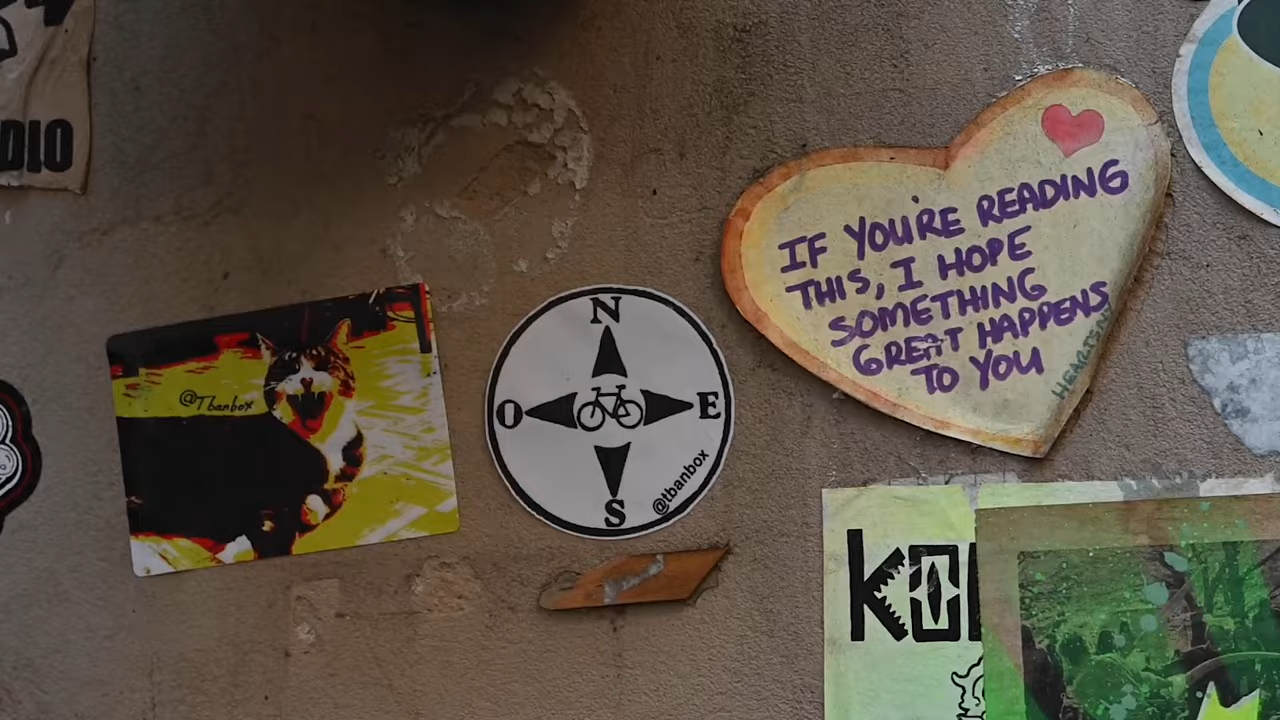 DIO
IF YOU'RE READING
THIS, I HOPE
SOMETHING
GREAT HAPPENS
TO YOU
@Tbanbox
N
O E
S
@tbanbox